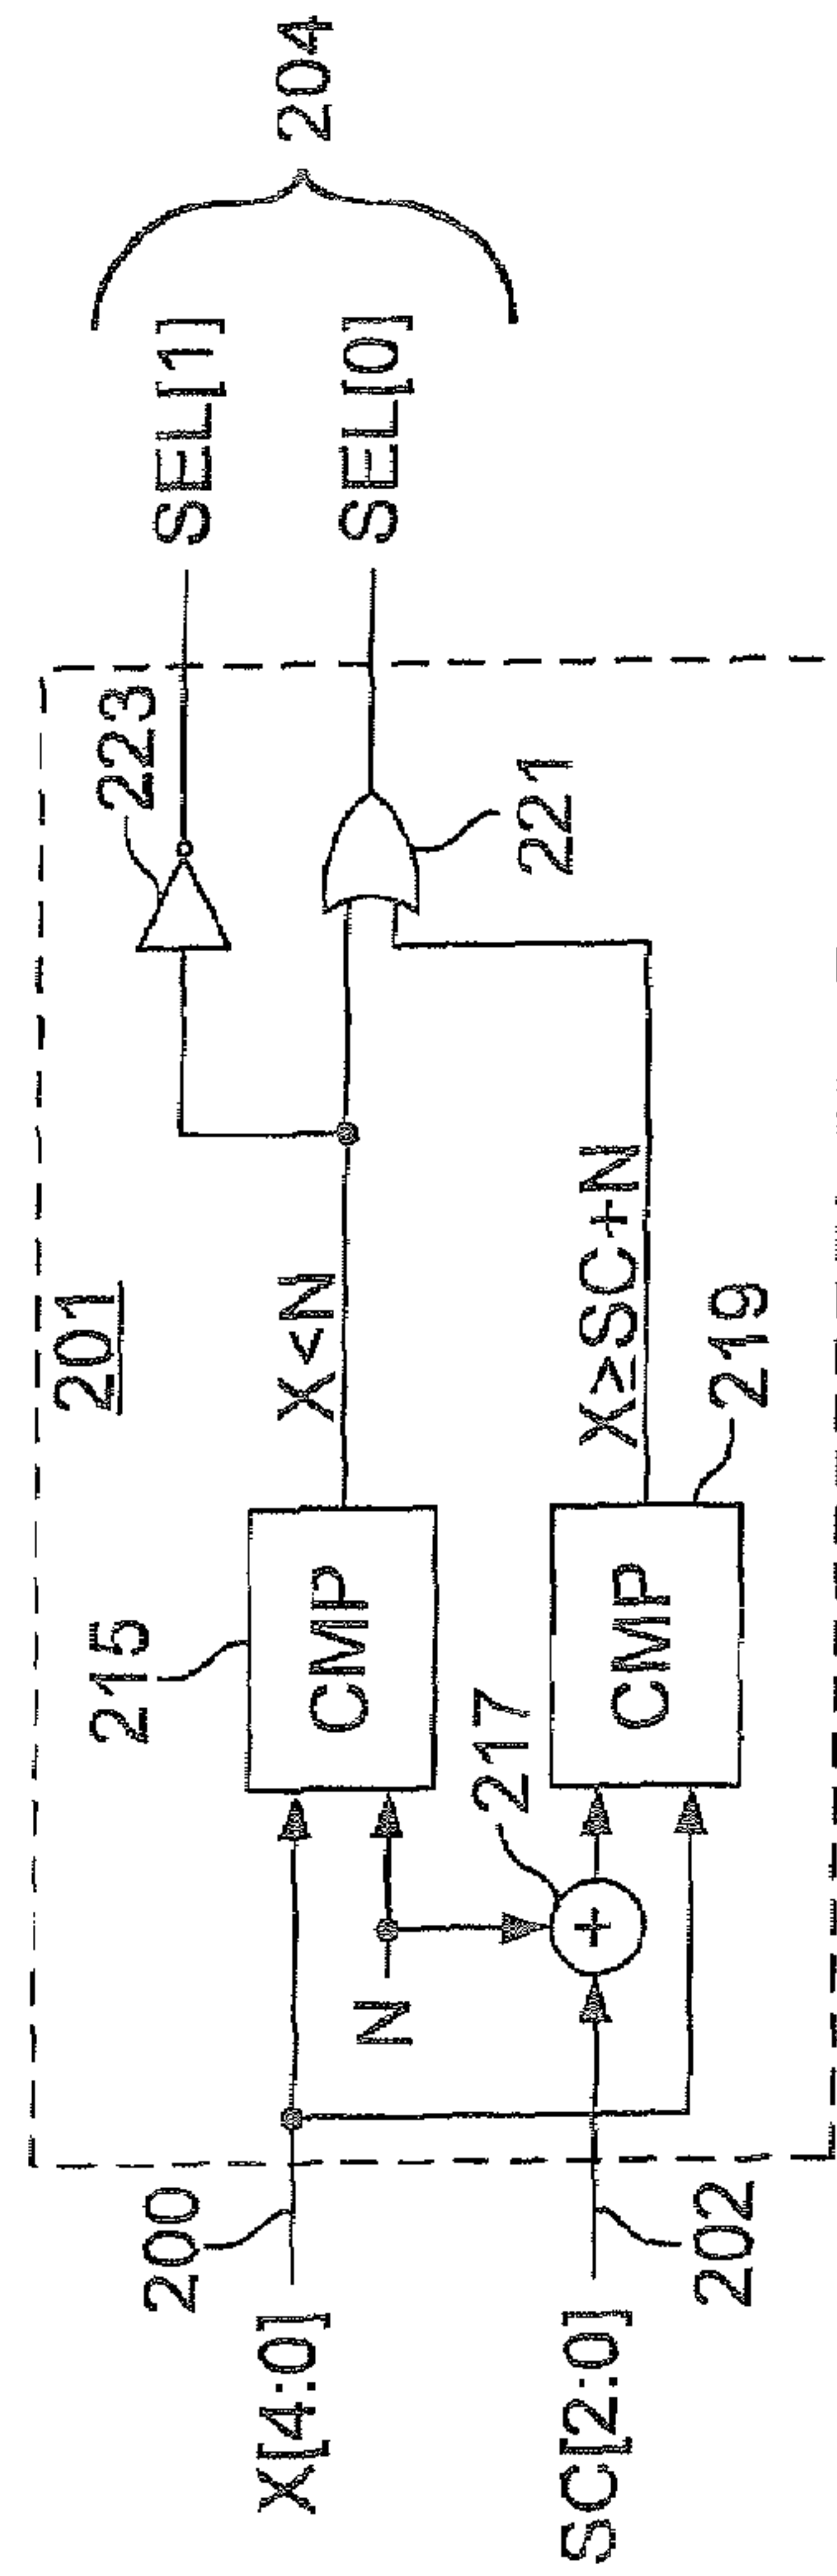 201
223
SEL[1]
204
SEL[0]
221
215
CMP
X<N
X[4:0]
200
N
217
CMP
X≥SC+N
219
SC[2:0]
202